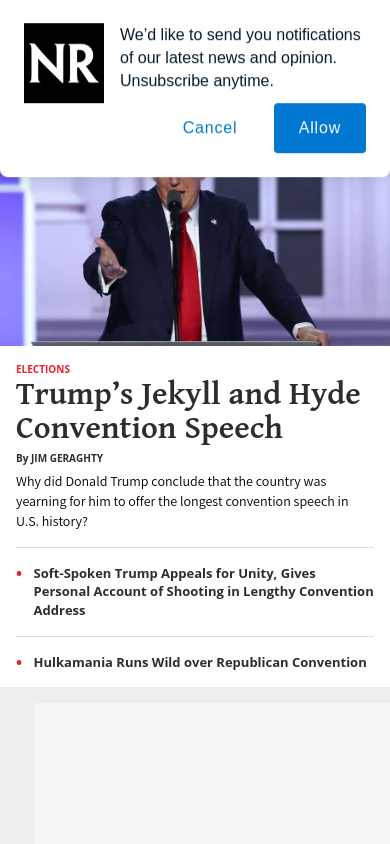 NR
We'd like to send you notifications
of our latest news and opinion.
Unsubscribe anytime.
Cancel
Allow
ELECTIONS
Trump’s Jekyll and Hyde
Convention Speech
By JIM GERAGHTY
Why did Donald Trump conclude that the country was
yearning for him to offer the longest convention speech in
U.S. history?
• Soft-Spoken Trump Appeals for Unity, Gives
Personal Account of Shooting in Lengthy Convention
Address
• Hulkamania Runs Wild over Republican Convention